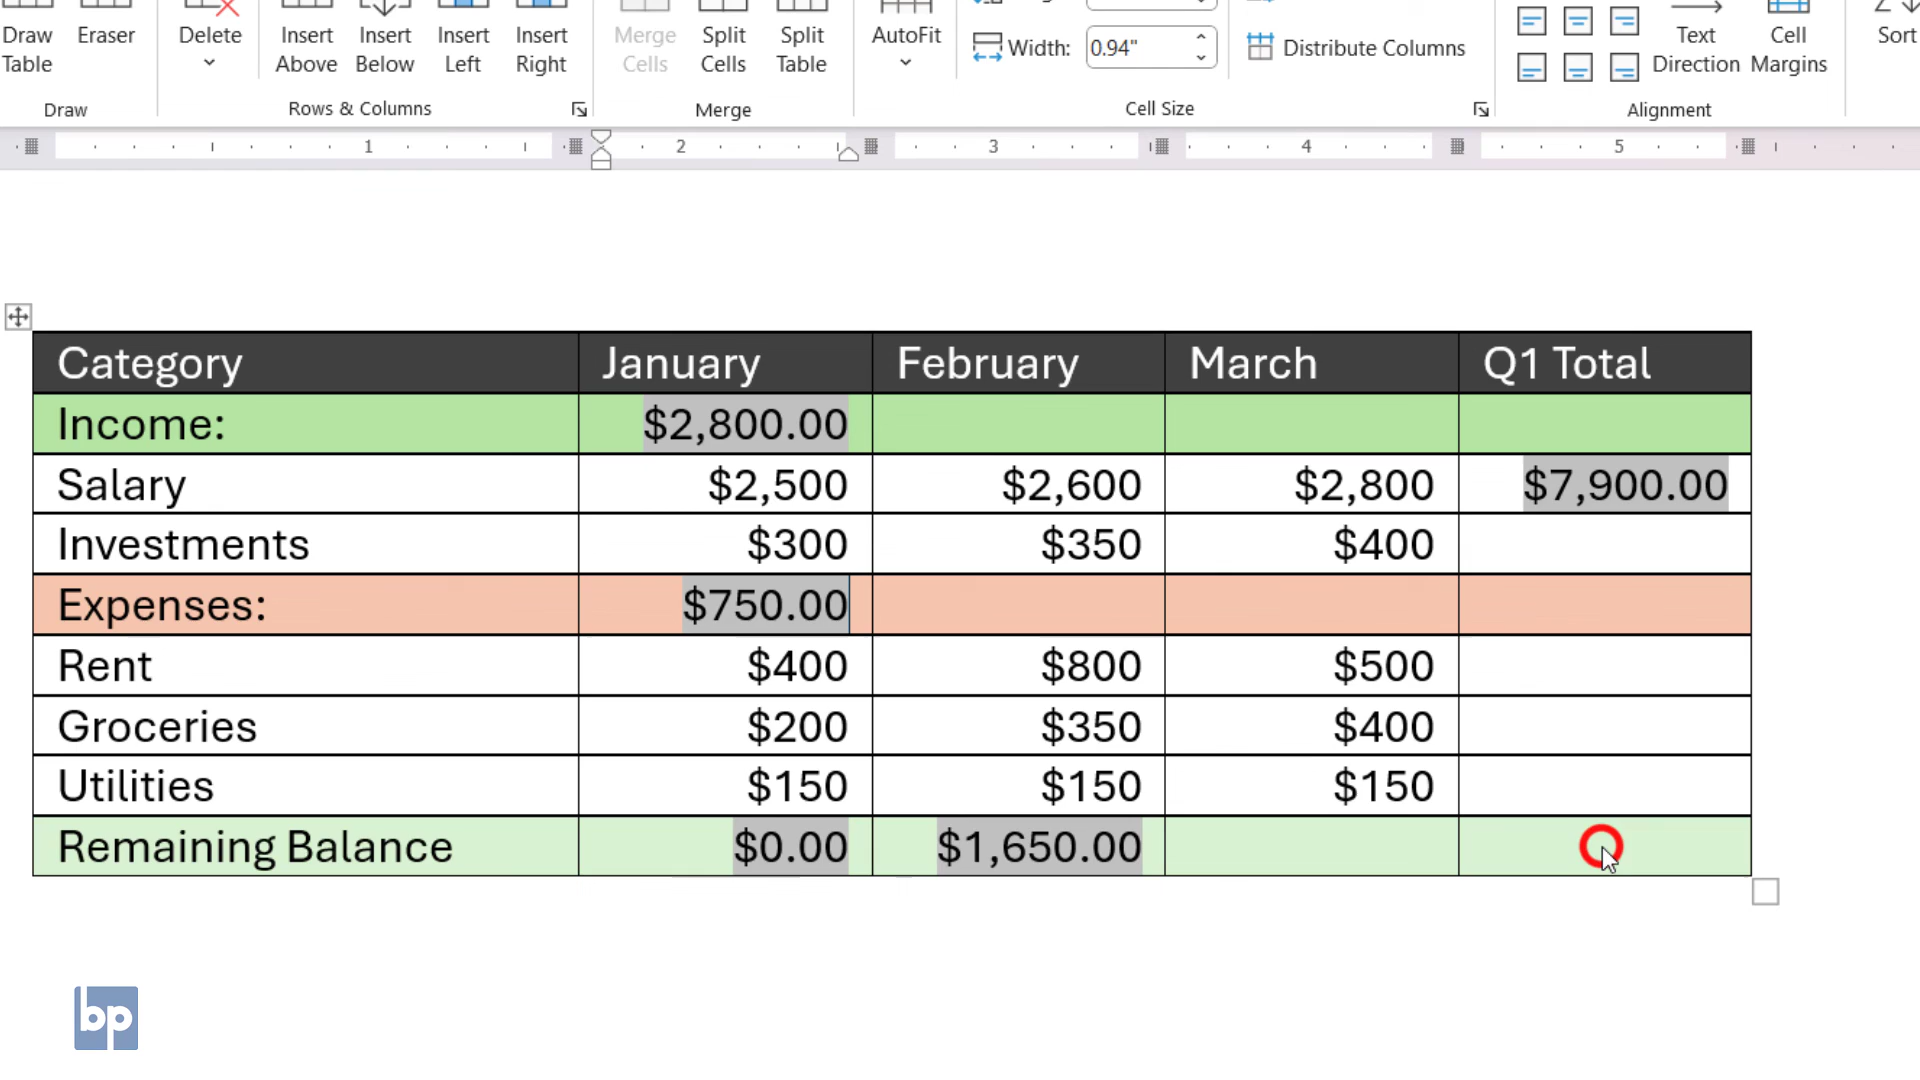 Draw Table
Eraser
Delete
Insert Above
Insert Below
Insert Left
Insert Right
Merge Cells
Split Cells
Split Table
AutoFit
Width: 0.94"
Distribute Columns
Text Direction
Cell Margins
Sort
Draw
Rows & Columns
Merge
Cell Size
Alignment
1 2 3 4 5
Category January February March Q1 Total
Income: $2,800.00
Salary $2,500 $2,600 $2,800 $7,900.00
Investments $300 $350 $400
Expenses: $750.00
Rent $400 $800 $500
Groceries $200 $350 $400
Utilities $150 $150 $150
Remaining Balance $0.00 $1,650.00
bp